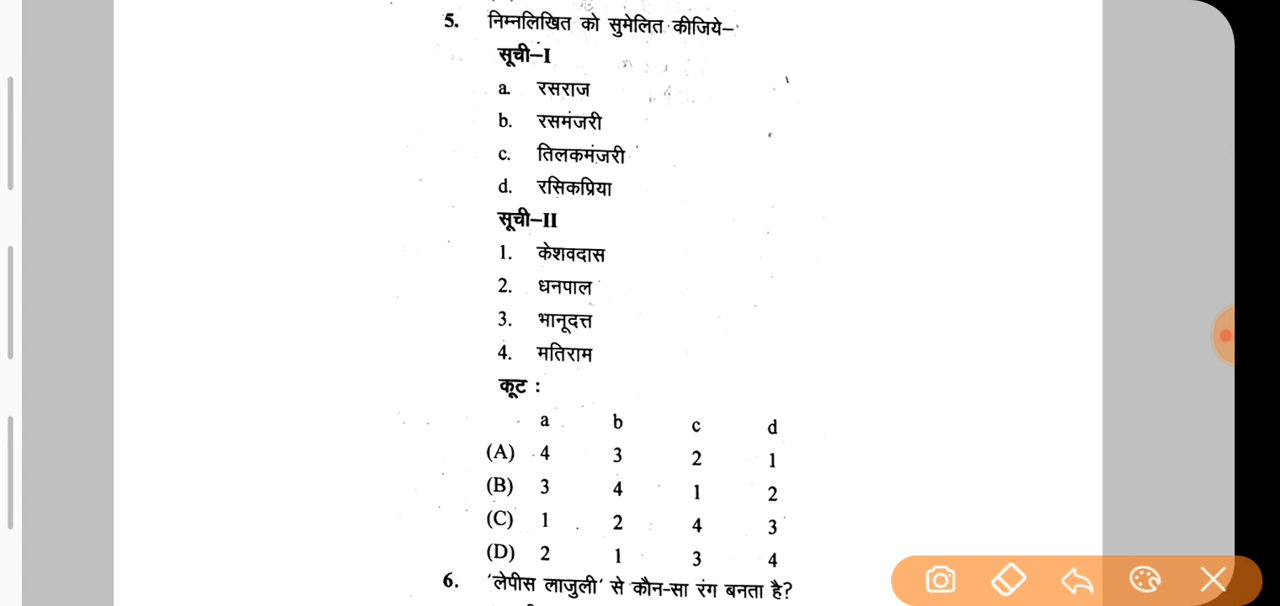 5. निम्नलिखित को सुमेलित कीजिये–
सूची–I
a. रसराज
b. रसमंजरी
c. तिलकमंजरी
d. रसिकप्रिया
सूची–II
1. केशवदास
2. धनपाल
3. भानूदत्त
4. मतिराम
कूट :
a b c d
(A) 4 3 2 1
(B) 3 4 1 2
(C) 1 2 4 3
(D) 2 1 3 4
6. 'लेपीस लाजुली' से कौन-सा रंग बनता है?